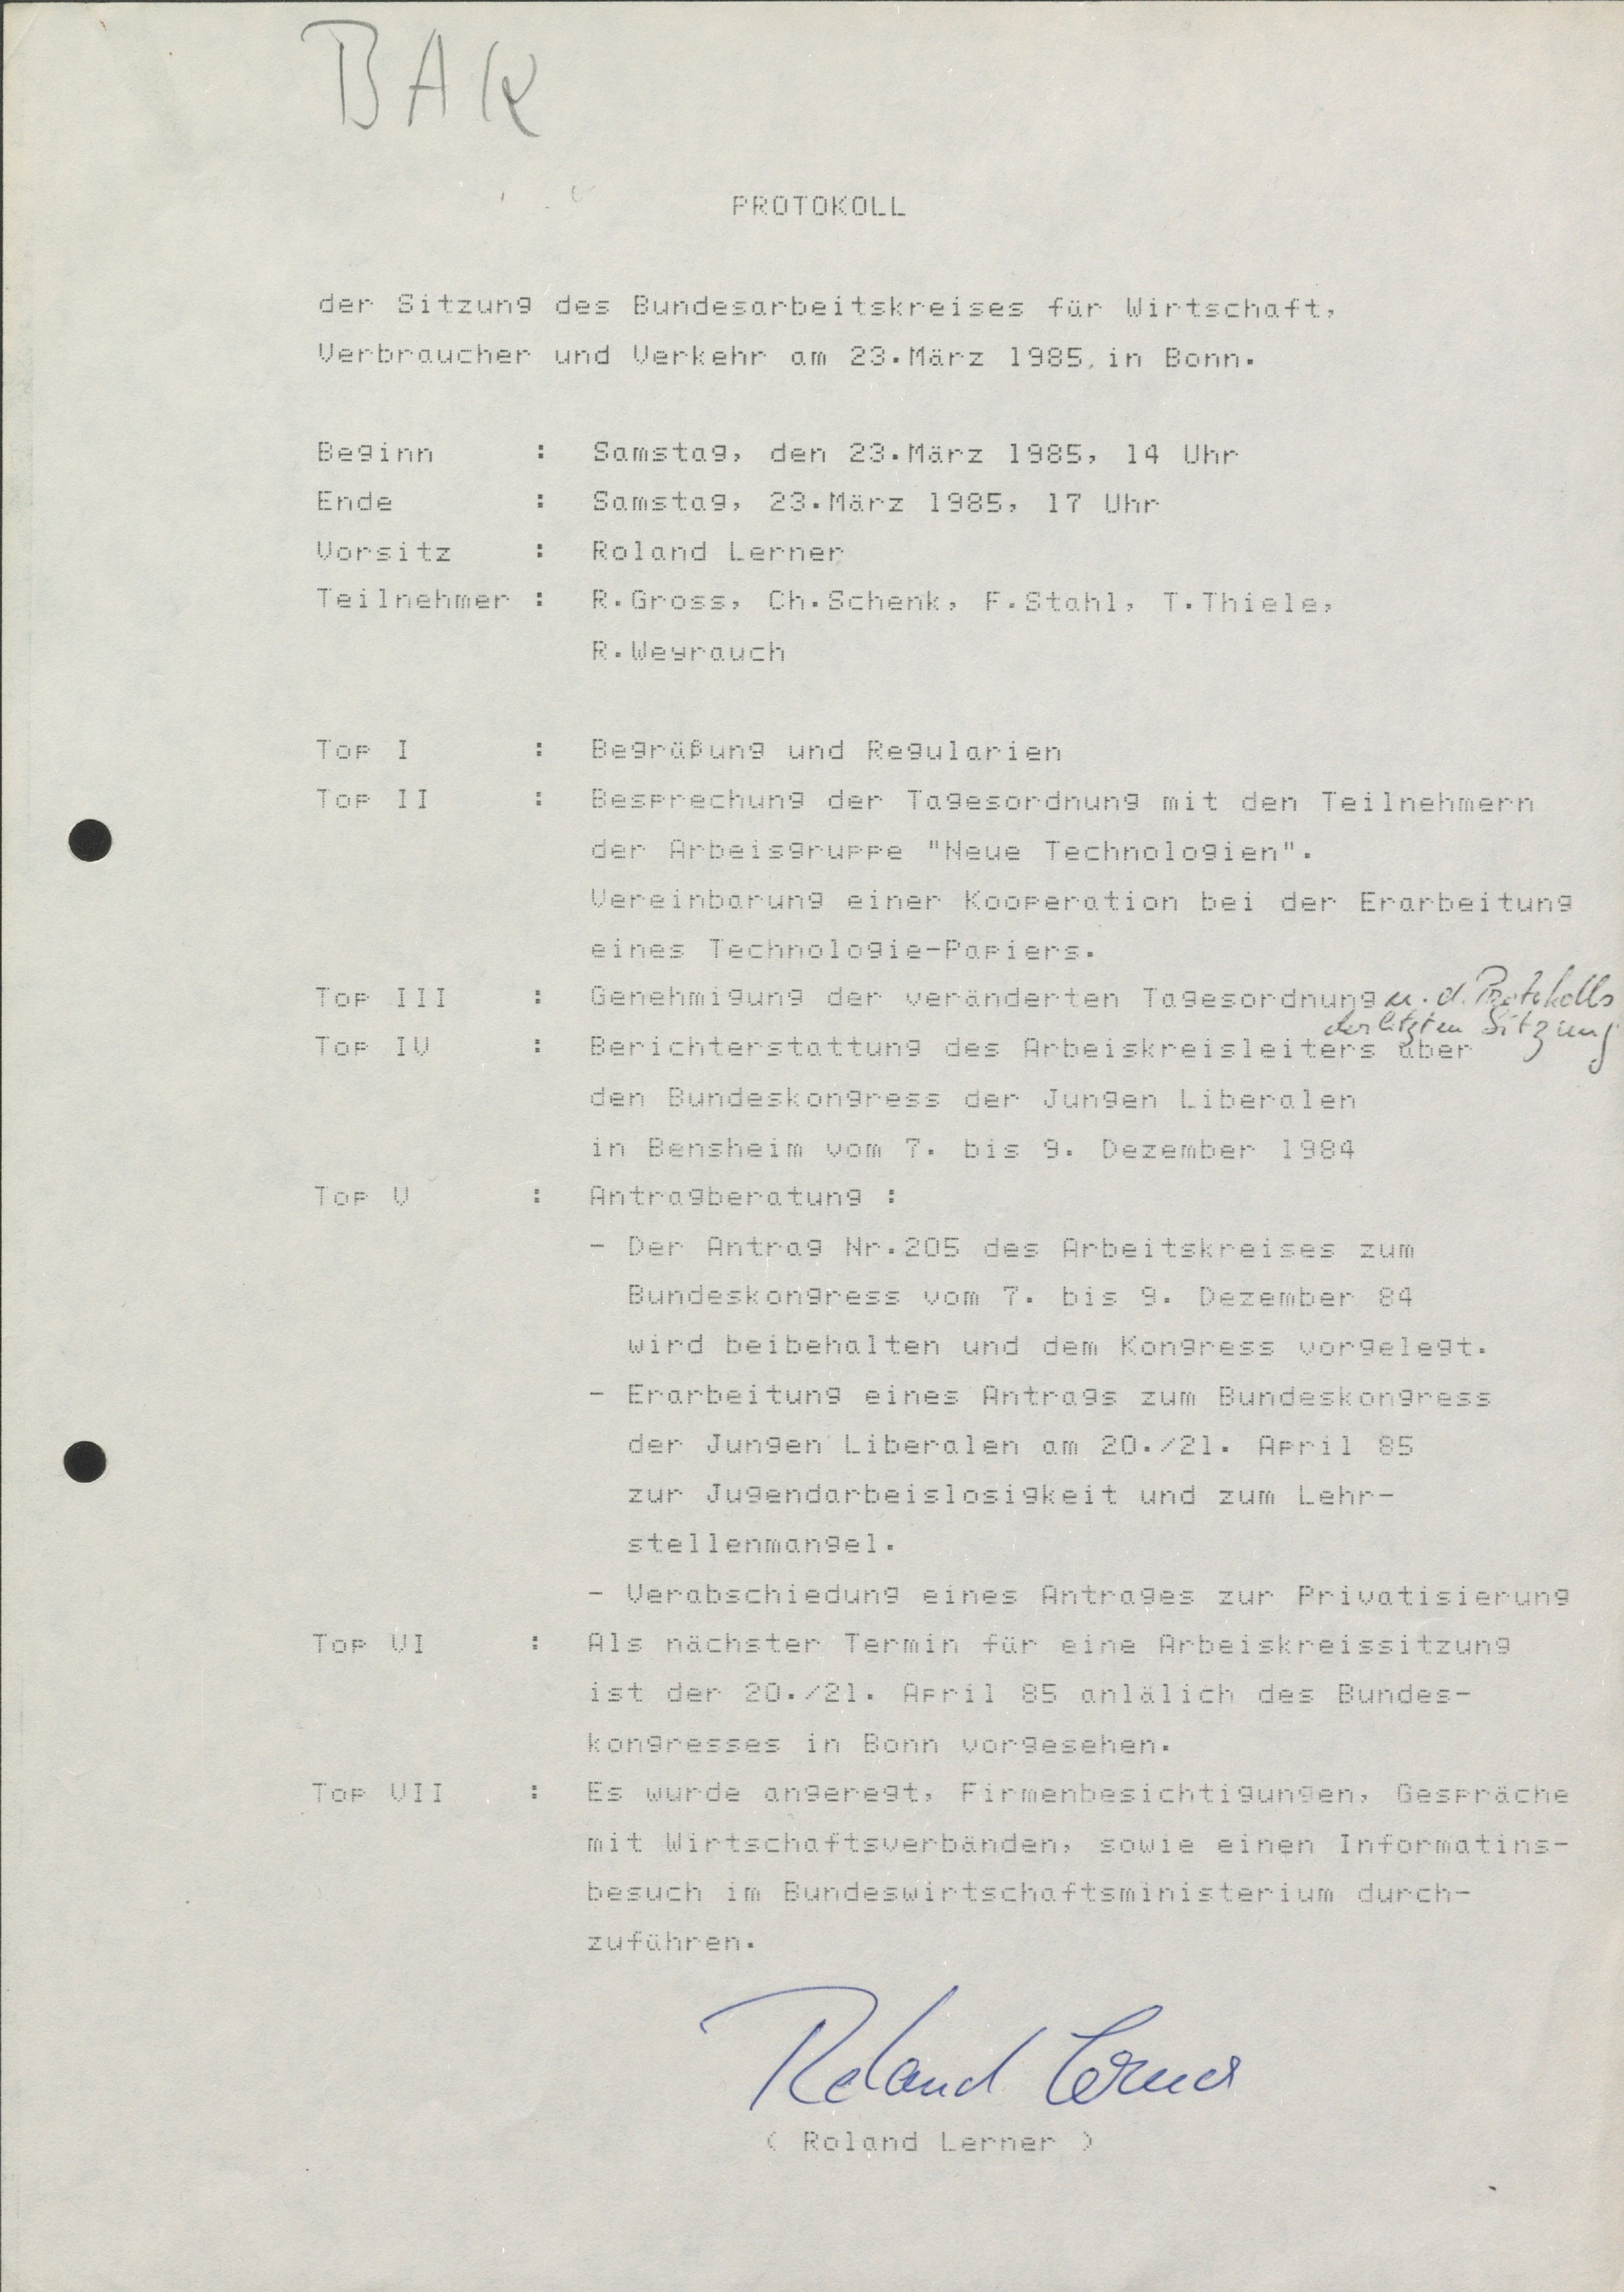 BAK
PROTOKOLL
der Sitzung des Bundesarbeitskreises für Wirtschaft,
Verbraucher und Verkehr am 23.März 1985,in Bonn.
Beginn : Samstag, den 23.März 1985, 14 Uhr
Ende : Samstag, 23.März 1985, 17 Uhr
Vorsitz : Roland Lerner
Teilnehmer : R.Gross, Ch.Schenk, F.Stahl, T.Thiele,
R.Weyrauch
Top I : Begrüßung und Regularien
Top II : Besprechung der Tagesordnung mit den Teilnehmern
der Arbeisgruppe "Neue Technologien".
Vereinbarung einer Kooperation bei der Erarbeitung
eines Technologie-Papiers.
Top III : Genehmigung der veränderten Tagesordnung u. d. Protokolls
der letzten Sitzung
Top IV : Berichterstattung des Arbeiskreisleiters über
den Bundeskongress der Jungen Liberalen
in Bensheim vom 7. bis 9. Dezember 1984
Top V : Antragberatung :
- Der Antrag Nr.205 des Arbeitskreises zum
Bundeskongress vom 7. bis 9. Dezember 84
wird beibehalten und dem Kongress vorgelegt.
- Erarbeitung eines Antrags zum Bundeskongress
der Jungen Liberalen am 20./21. April 85
zur Jugendarbeislosigkeit und zum Lehr-
stellenmangel.
- Verabschiedung eines Antrages zur Privatisierung
Top VI : Als nächster Termin für eine Arbeiskreissitzung
ist der 20./21. April 85 anlälich des Bundes-
kongresses in Bonn vorgesehen.
Top VII : Es wurde angeregt, Firmenbesichtigungen, Gespräche
mit Wirtschaftsverbänden, sowie einen Informatins-
besuch im Bundeswirtschaftsministerium durch-
zuführen.
Roland Lerner
( Roland Lerner )